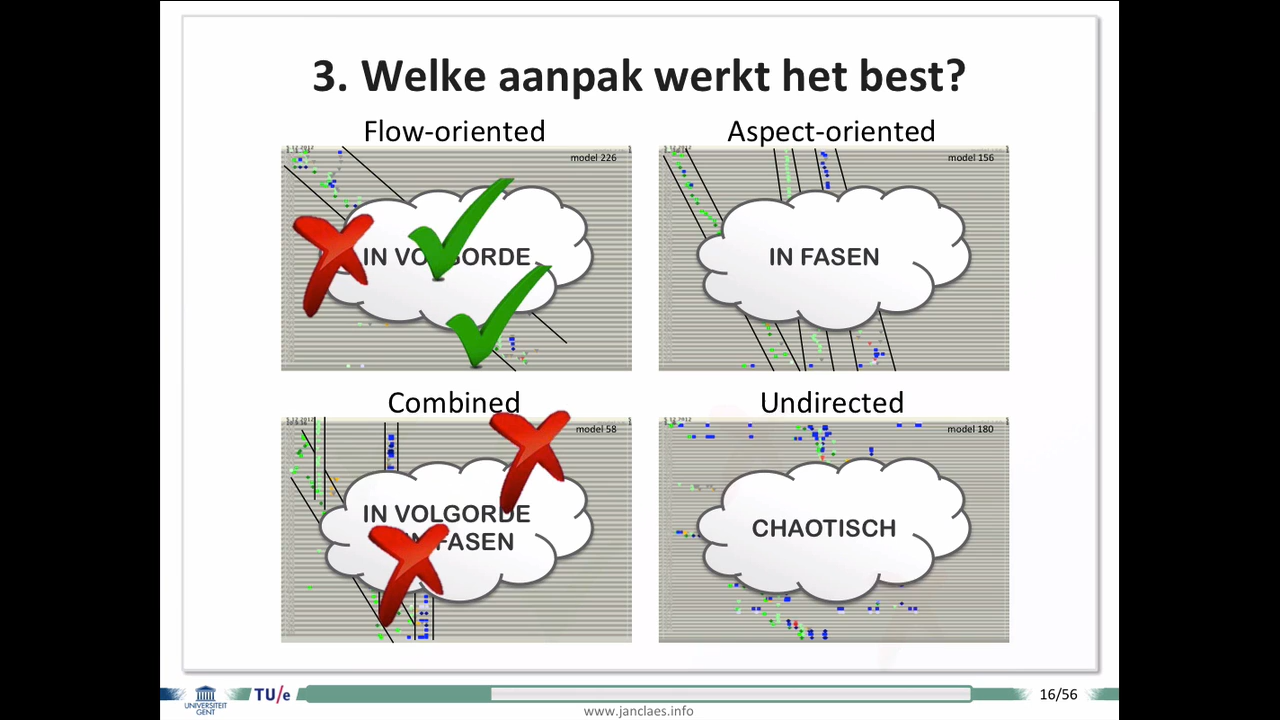 3. Welke aanpak werkt het best?
Flow-oriented
Aspect-oriented
model 226
model 156
IN VOLGORDE
IN FASEN
Combined
Undirected
model 58
model 180
IN VOLGORDE
FASEN
CHAOTISCH
UNIVERSITEIT
GENT
TU/e
16/56
www.janclaes.info